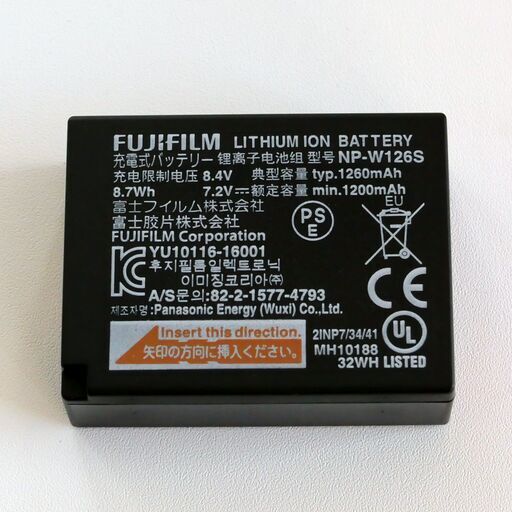 FUJIFILM LITHIUM ION BATTERY
充電式バッテリー 锂离子电池组 型号 NP-W126S
充电限制电压 8.4V 典型容量 typ.1260mAh
8.7Wh 7.2V⎓ 额定容量 min.1200mAh
富士フイルム株式会社
富士胶片株式会社
FUJIFILM Corporation
YU10116-16001
후지필름일렉트로닉
이미징코리아(주)
A/S문의:82-2-1577-4793
제조자:Panasonic Energy (Wuxi) Co.,Ltd.
PS
E
EU
Insert this direction.
矢印の方向に挿入ください。
2INP7/34/41
MH10188
32WH LISTED
UL